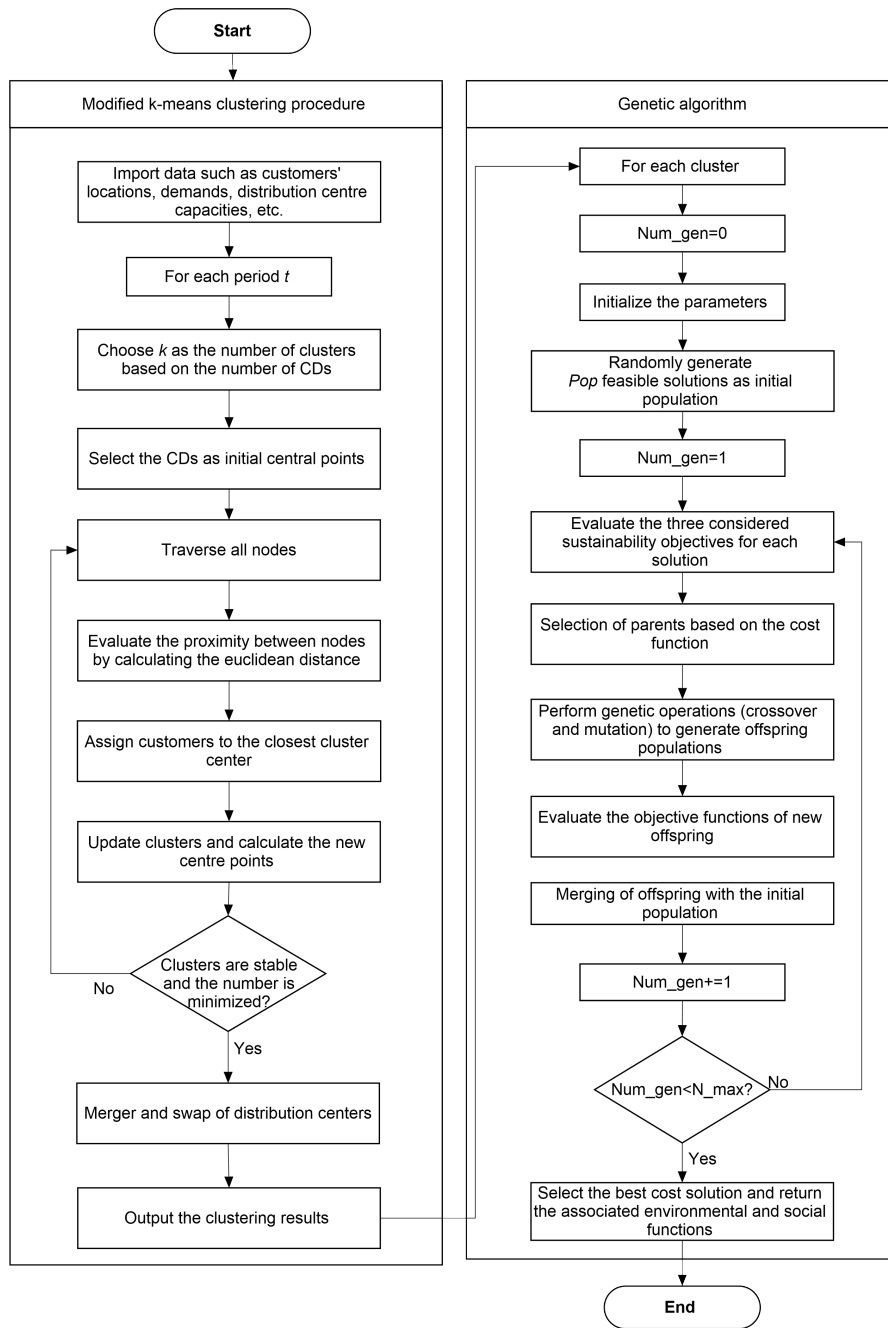 Start
Modified k-means clustering procedure
Import data such as customers'
locations, demands, distribution centre
capacities, etc.
For each period t
Choose k as the number of clusters
based on the number of CDs
Select the CDs as initial central points
Traverse all nodes
Evaluate the proximity between nodes
by calculating the euclidean distance
Assign customers to the closest cluster
center
Update clusters and calculate the new
centre points
Clusters are stable
and the number is
minimized?
No
Yes
Merger and swap of distribution centers
Output the clustering results
Genetic algorithm
For each cluster
Num_gen=0
Initialize the parameters
Randomly generate
Pop feasible solutions as initial
population
Num_gen=1
Evaluate the three considered
sustainability objectives for each
solution
Selection of parents based on the cost
function
Perform genetic operations (crossover
and mutation) to generate offspring
populations
Evaluate the objective functions of new
offspring
Merging of offspring with the initial
population
Num_gen+=1
Num_gen<N_max?
No
Yes
Select the best cost solution and return
the associated environmental and social
functions
End